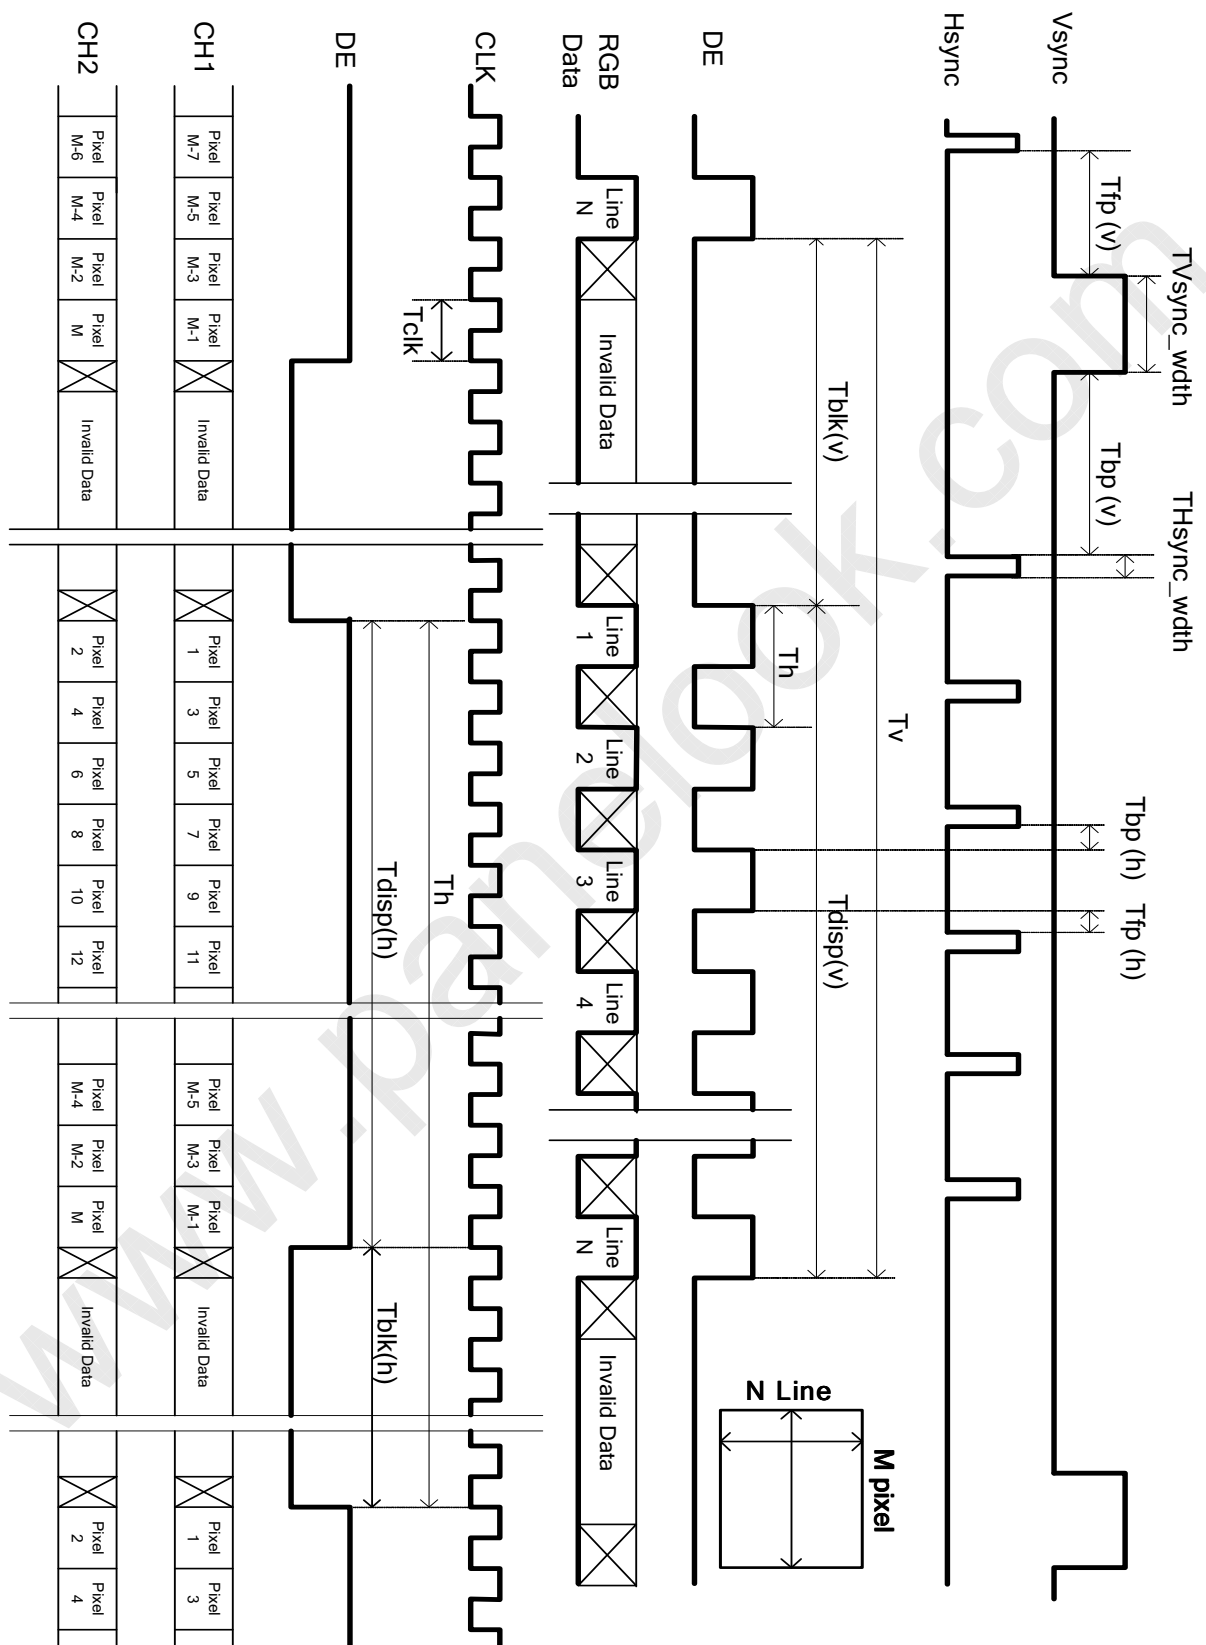 Vsync
TVsync_wdth
Tfp (v)
Tbp (v)
THsync_wdth
Tbp (h)
Tfp (h)
Hsync
Tv
Tblk(v)
Tdisp(v)
Th
DE
N Line
M pixel
RGB
Data
Line
N
Invalid Data
Line
1
Line
2
Line
3
Line
4
Line
N
Invalid Data
CLK
Tclk
Th
Tdisp(h)
Tblk(h)
DE
CH1
Pixel
M-7
Pixel
M-5
Pixel
M-3
Pixel
M-1
Invalid Data
Pixel
1
Pixel
3
Pixel
5
Pixel
7
Pixel
9
Pixel
11
Pixel
M-5
Pixel
M-3
Pixel
M-1
Invalid Data
Pixel
1
Pixel
3
CH2
Pixel
M-6
Pixel
M-4
Pixel
M-2
Pixel
M
Invalid Data
Pixel
2
Pixel
4
Pixel
6
Pixel
8
Pixel
10
Pixel
12
Pixel
M-4
Pixel
M-2
Pixel
M
Invalid Data
Pixel
2
Pixel
4
www.panelook.com